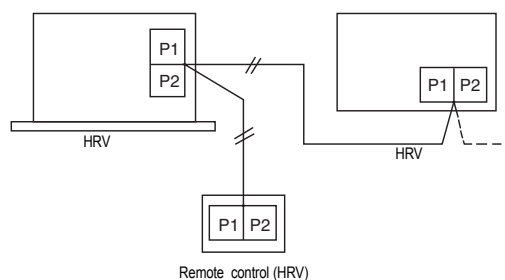 P1
P2
HRV
P1 P2
HRV
P1 P2
Remote control (HRV)